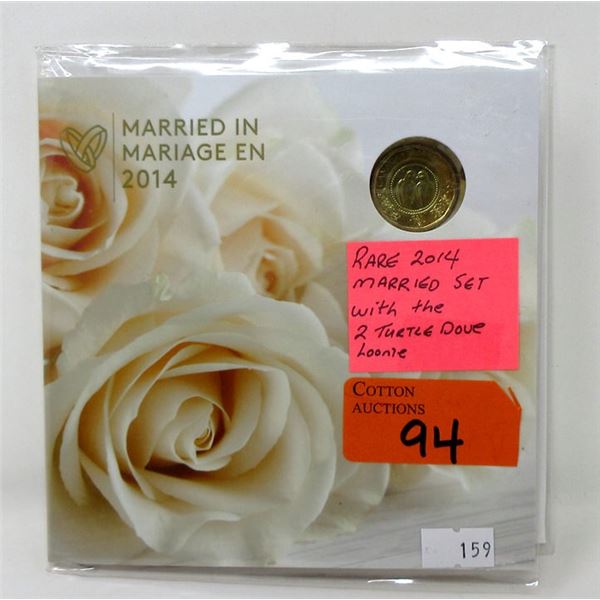 MARRIED IN
MARIAGE EN
2014
RARE 2014
MARRIED SET
with the
2 TURTLE DOVE
Loonie
COTTON
AUCTIONS
94
159